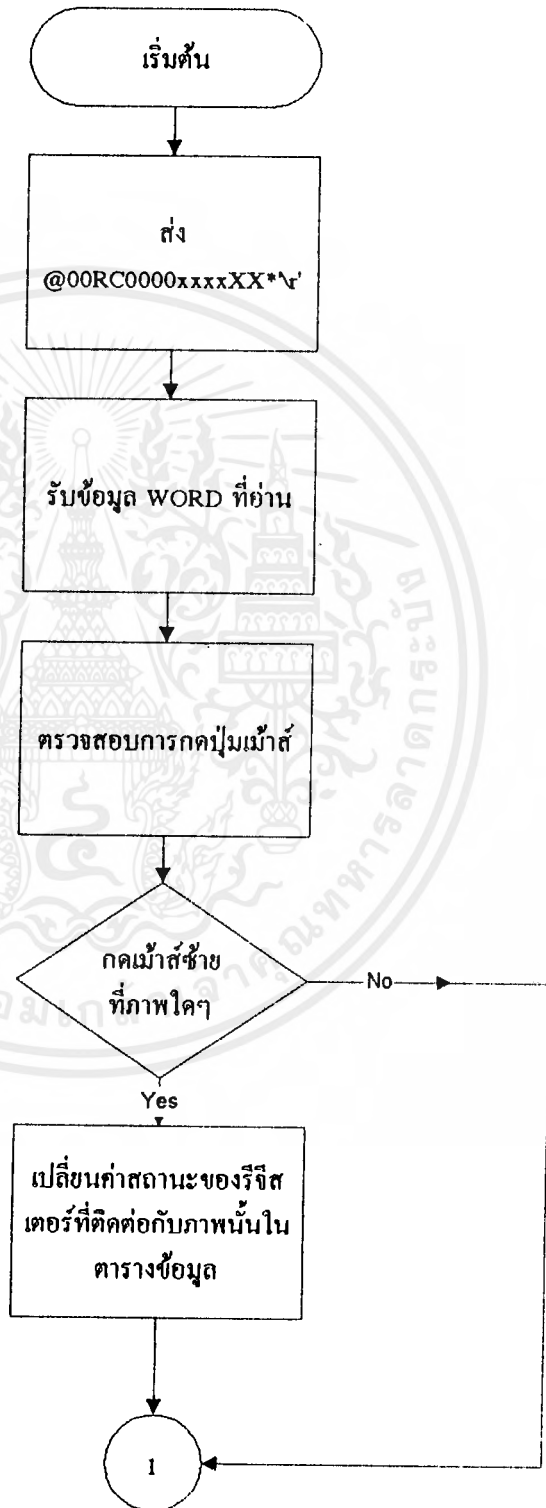 เริ่มต้น
ส่ง
@00RC0000xxxxXX*'\r'
รับข้อมูล WORD ที่อ่าน
ตรวจสอบการกดปุ่มเม้าส์
กดเม้าส์ซ้าย
ที่ภาพใดๆ
No
Yes
เปลี่ยนค่าสถานะของรีจีส
เตอร์ที่ติดต่อกับภาพนั้นใน
ตารางข้อมูล
1